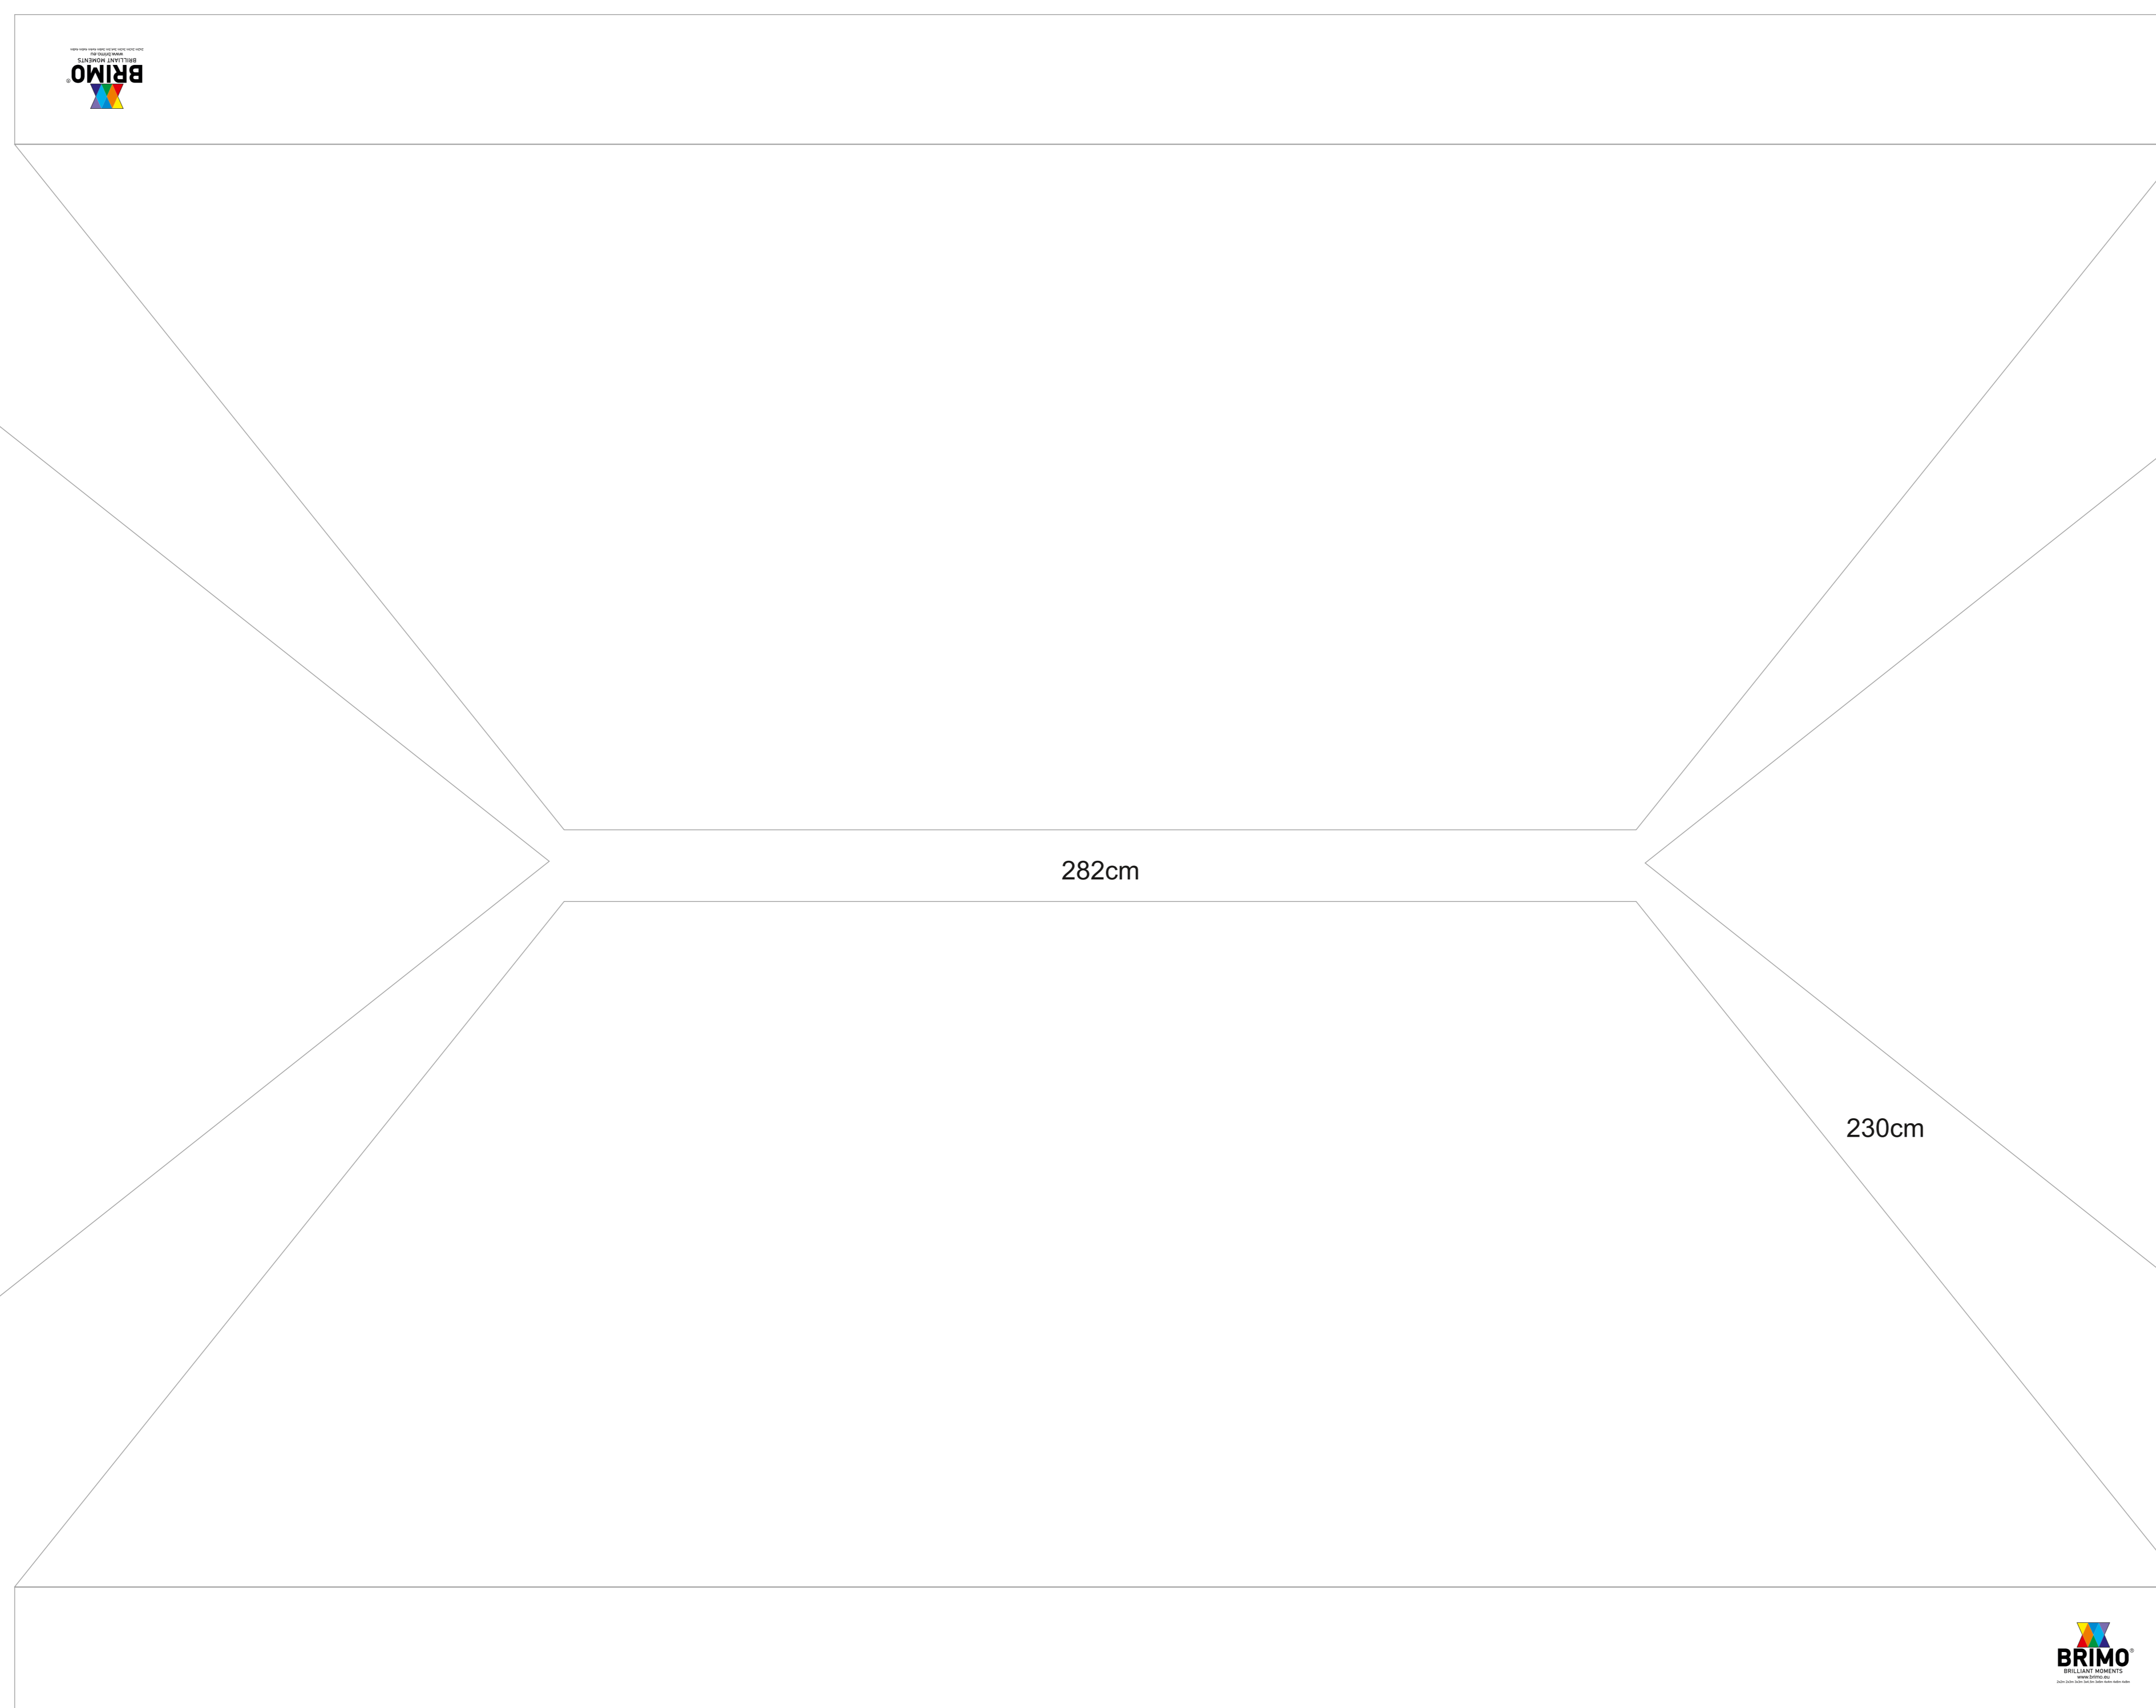 BRIMO®
BRILLIANT MOMENTS
www.brimo.eu
282cm
230cm
BRIMO®
BRILLIANT MOMENTS
www.brimo.eu